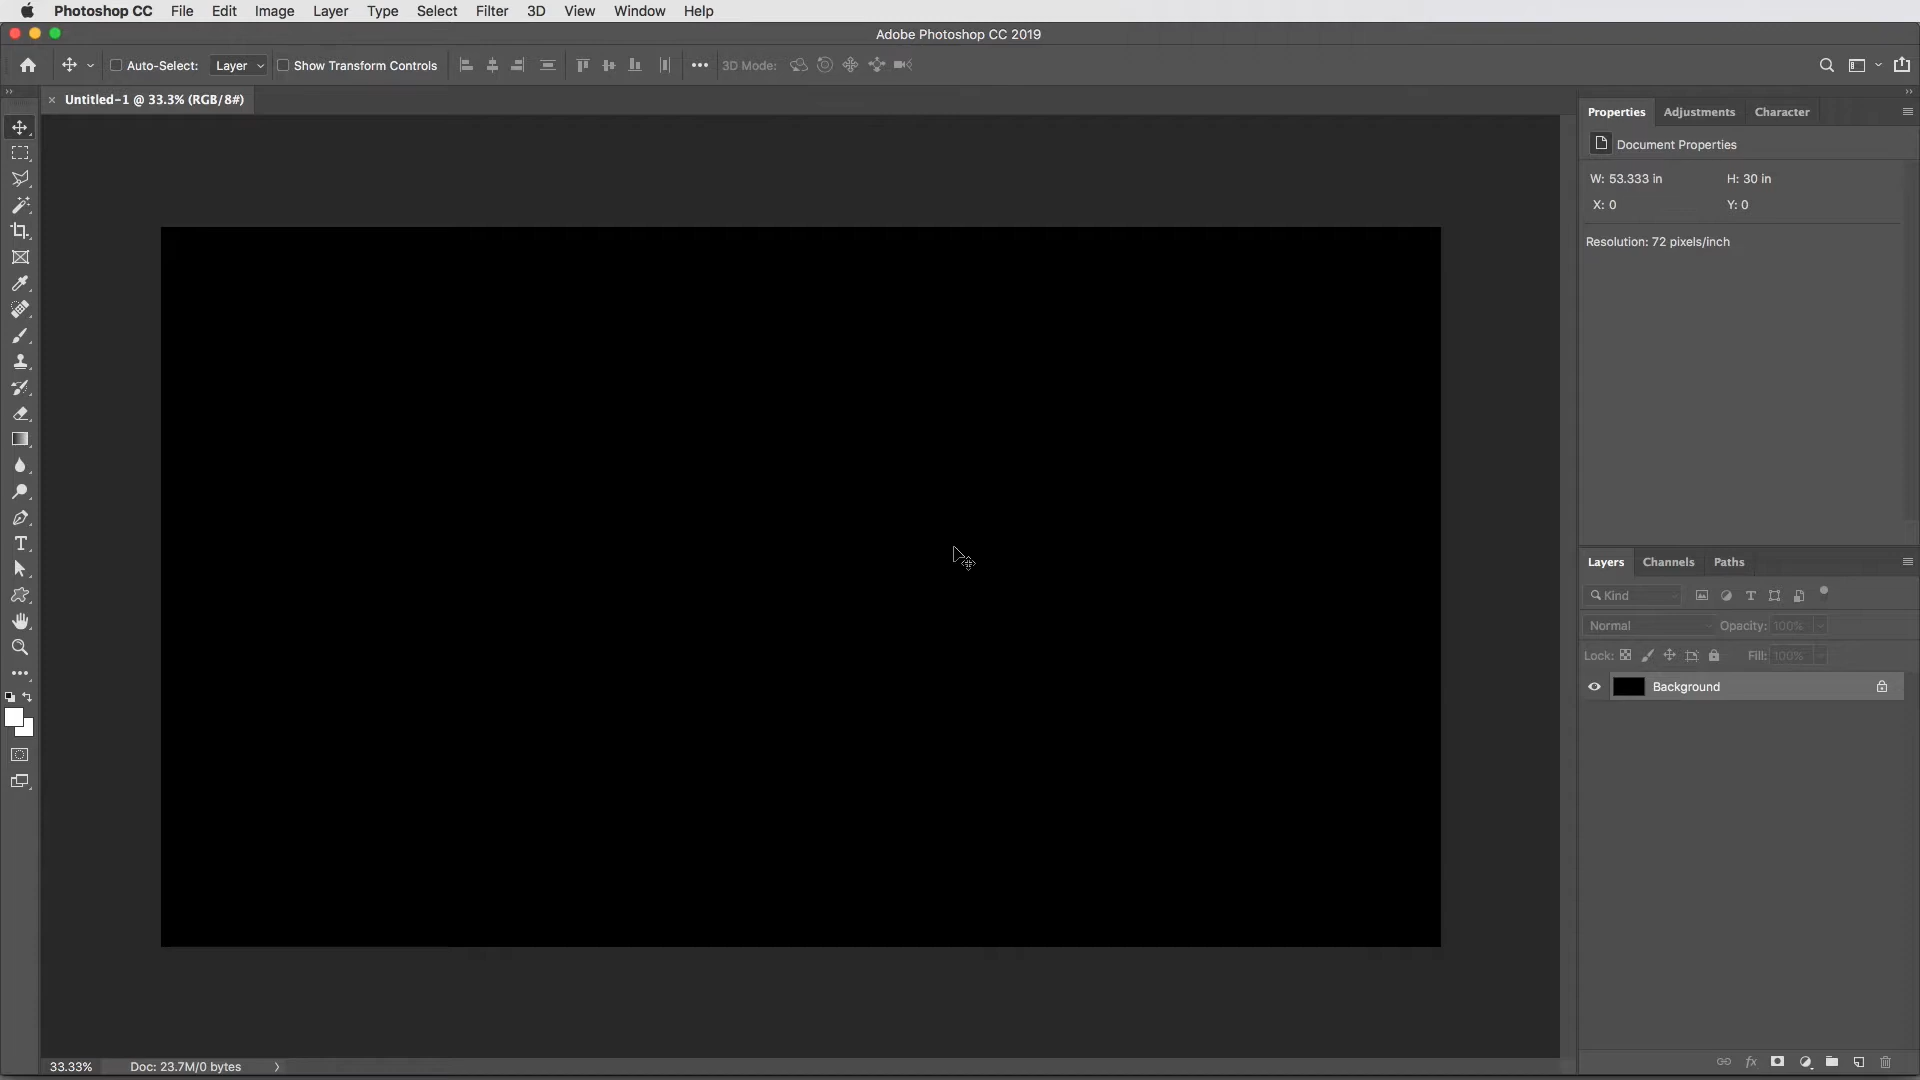 Photoshop CC File Edit Image Layer Type Select Filter 3D View Window Help
Adobe Photoshop CC 2019
Auto-Select: Layer Show Transform Controls 3D Mode:
Untitled-1 @ 33.3% (RGB/8#)
Properties Adjustments Character
Document Properties
W: 53.333 in H: 30 in
X: 0 Y: 0
Resolution: 72 pixels/inch
Layers Channels Paths
Kind
Normal Opacity: 100%
Lock: Fill: 100%
Background
33.33% Doc: 23.7M/0 bytes
fx